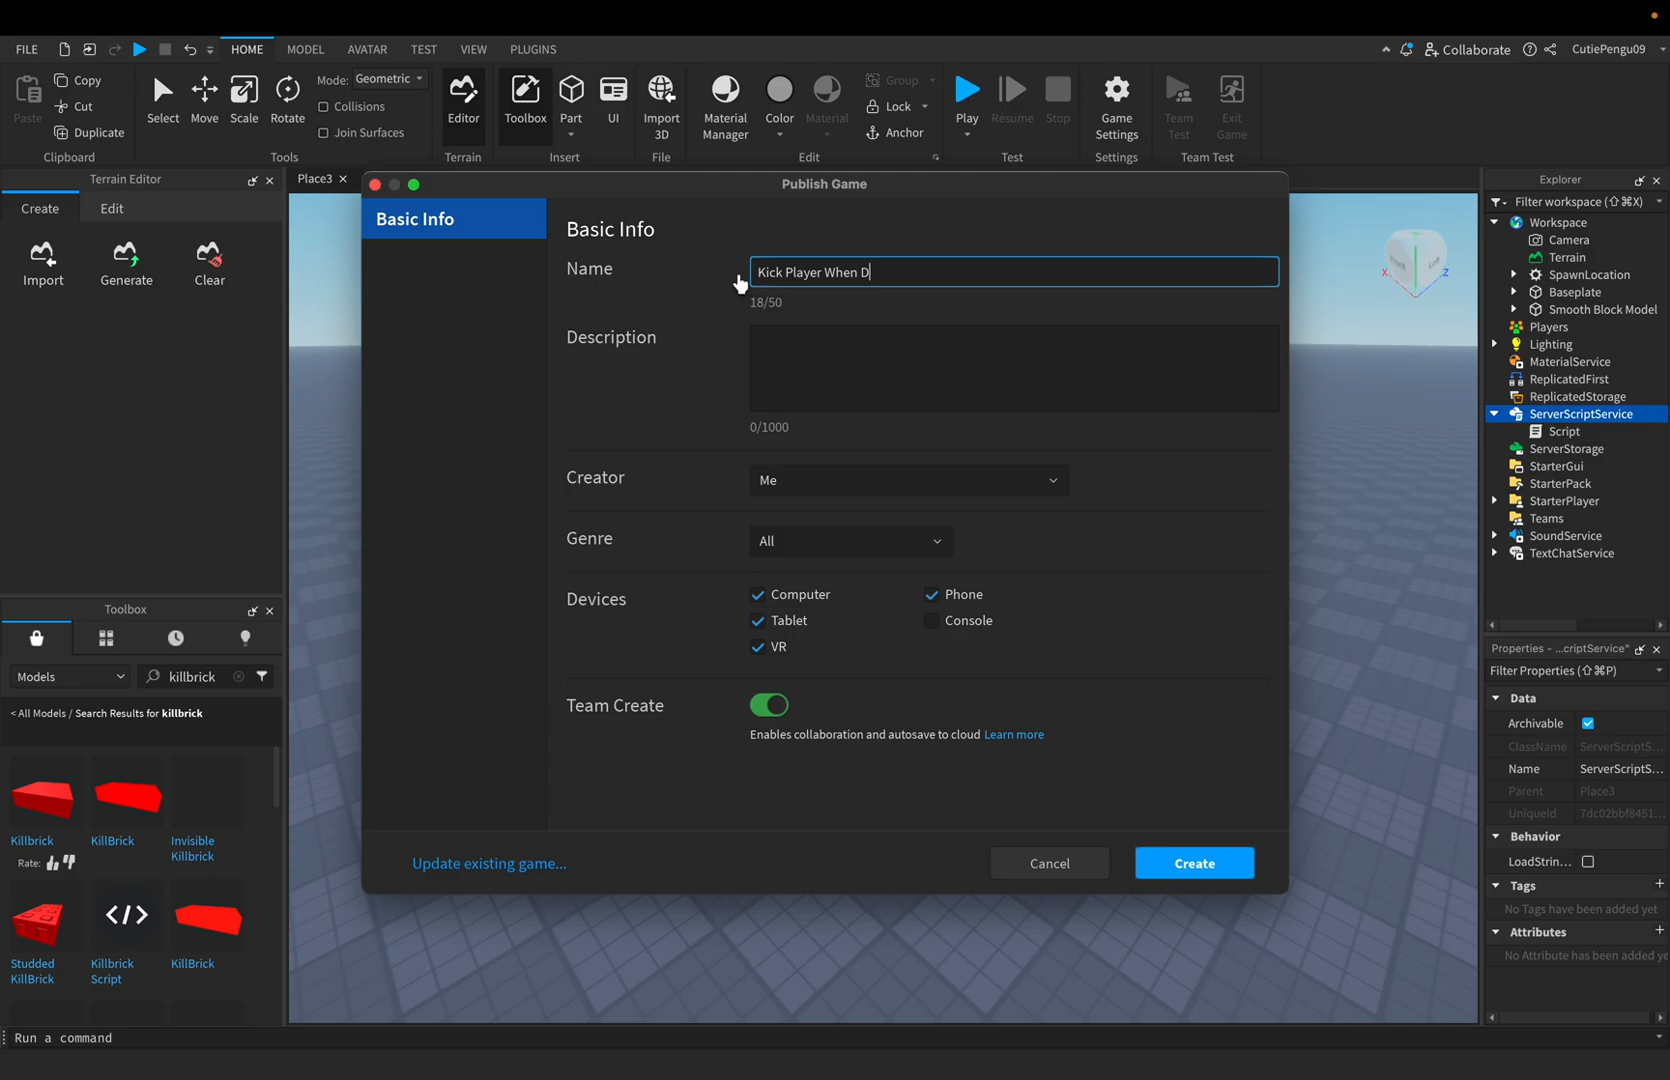 FILE
HOME
MODEL
AVATAR
TEST
VIEW
PLUGINS
Collaborate
CutiePengu09
Paste
Copy
Cut
Duplicate
Clipboard
Select
Move
Scale
Rotate
Mode: Geometric
Collisions
Join Surfaces
Tools
Editor
Terrain
Toolbox
Part
UI
Insert
Import
3D
File
Material
Manager
Color
Material
Group
Lock
Anchor
Edit
Play
Resume
Stop
Test
Game
Settings
Settings
Team
Test
Exit
Game
Team Test
Terrain Editor
Create
Edit
Import
Generate
Clear
Toolbox
Models
killbrick
< All Models / Search Results for killbrick
Killbrick
Rate:
KillBrick
Invisible
Killbrick
Studded
KillBrick
Killbrick
Script
KillBrick
Place3
Publish Game
Basic Info
Basic Info
Name
Kick Player When D
18/50
Description
0/1000
Creator
Me
Genre
All
Devices
Computer
Phone
Tablet
Console
VR
Team Create
Enables collaboration and autosave to cloud Learn more
Update existing game...
Cancel
Create
Front
Left
X
Explorer
Filter workspace (⇧⌘X)
Workspace
Camera
Terrain
SpawnLocation
Baseplate
Smooth Block Model
Players
Lighting
MaterialService
ReplicatedFirst
ReplicatedStorage
ServerScriptService
Script
ServerStorage
StarterGui
StarterPack
StarterPlayer
Teams
SoundService
TextChatService
Properties - ...criptService"
Filter Properties (⇧⌘P)
Data
Archivable
ClassName ServerScriptS...
Name ServerScriptS...
Parent Place3
UniqueId 7dc02bbf8451...
Behavior
LoadStrin...
Tags
No Tags have been added yet
Attributes
No Attribute has been added ye
Run a command